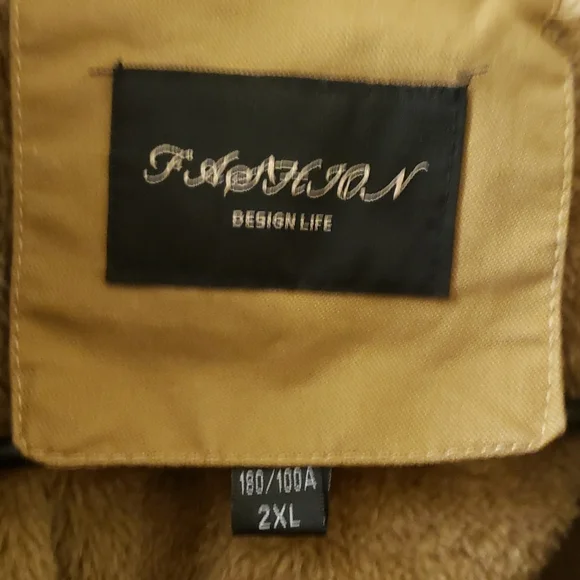 FASHION
DESIGN LIFE
180/100A
2XL